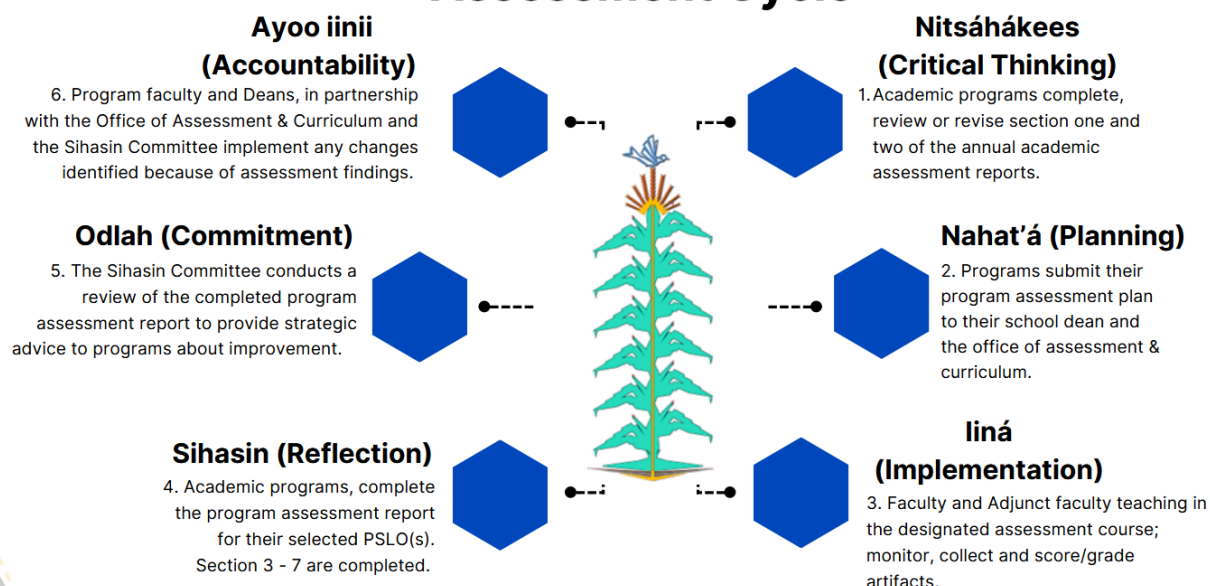 Assessment Cycle
Ayoo iinii
(Accountability)
6. Program faculty and Deans, in partnership
with the Office of Assessment & Curriculum and
the Sihasin Committee implement any changes
identified because of assessment findings.
Nitsáhákees
(Critical Thinking)
1.Academic programs complete,
review or revise section one and
two of the annual academic
assessment reports.
Odlah (Commitment)
5. The Sihasin Committee conducts a
review of the completed program
assessment report to provide strategic
advice to programs about improvement.
Nahat’á (Planning)
2. Programs submit their
program assessment plan
to their school dean and
the office of assessment &
curriculum.
Sihasin (Reflection)
4. Academic programs, complete
the program assessment report
for their selected PSLO(s).
Section 3 - 7 are completed.
Iiná
(Implementation)
3. Faculty and Adjunct faculty teaching in
the designated assessment course;
monitor, collect and score/grade
artifacts.